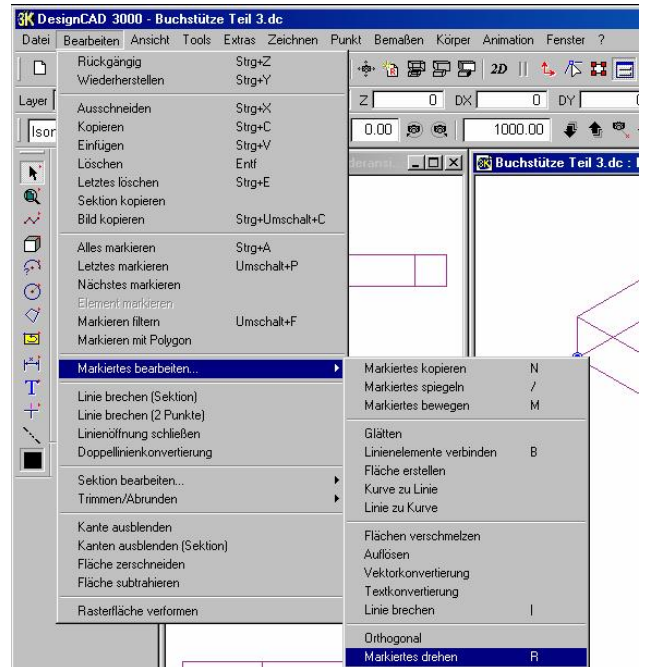 DesignCAD 3000 - Buchstütze Teil 3.dc
Datei Bearbeiten Ansicht Tools Extras Zeichnen Punkt Bemaßen Körper Animation Fenster ?
2D
Layer Z 0 DX 0 DY
Isor 0.00 1000.00
Buchstütze Teil 3.dc :
Rückgängig Strg+Z
Wiederherstellen Strg+Y
Ausschneiden Strg+X
Kopieren Strg+C
Einfügen Strg+V
Löschen Entf
Letztes löschen Strg+E
Sektion kopieren
Bild kopieren Strg+Umschalt+C
Alles markieren Strg+A
Letztes markieren Umschalt+P
Nächstes markieren
Element markieren
Markieren filtern Umschalt+F
Markieren mit Polygon
Markiertes bearbeiten...
Linie brechen (Sektion)
Linie brechen (2 Punkte)
Linienöffnung schließen
Doppellinienkonvertierung
Sektion bearbeiten...
Trimmen/Abrunden
Kante ausblenden
Kanten ausblenden (Sektion)
Fläche zerschneiden
Fläche subtrahieren
Rasterfläche verformen
Markiertes kopieren N
Markiertes spiegeln /
Markiertes bewegen M
Glätten
Linienelemente verbinden B
Fläche erstellen
Kurve zu Linie
Linie zu Kurve
Flächen verschmelzen
Auflösen
Vektorkonvertierung
Textkonvertierung
Linie brechen I
Orthogonal
Markiertes drehen R